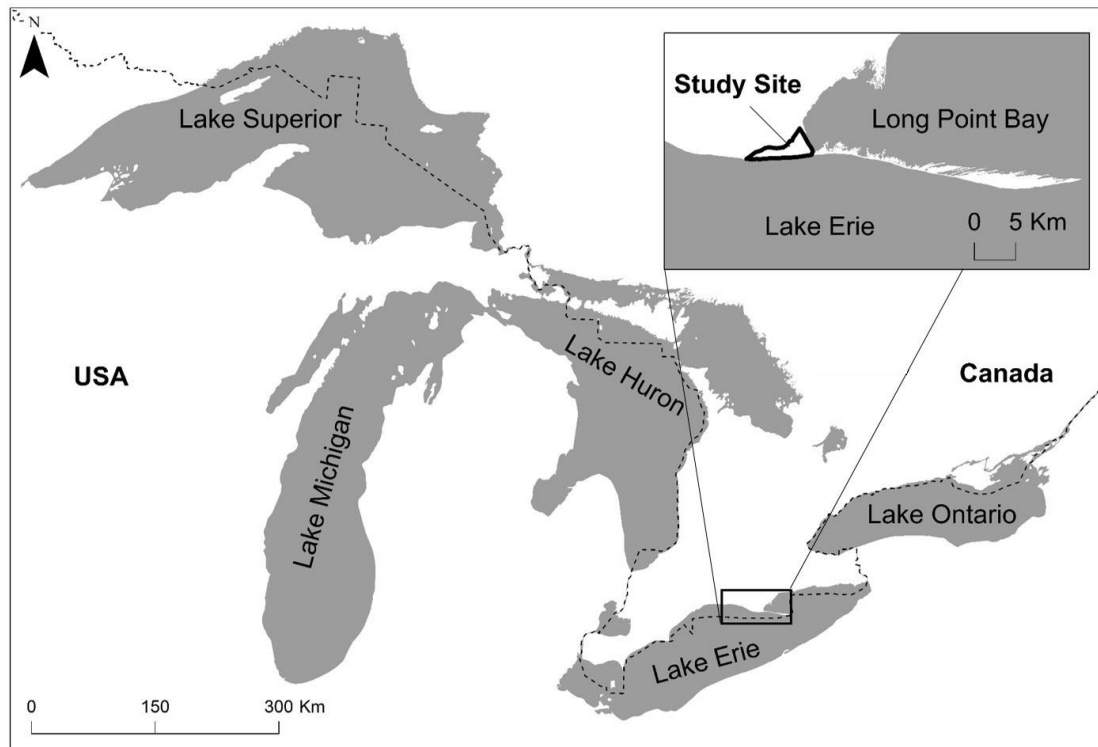 N
Lake Superior
Study Site
Long Point Bay
Lake Erie
0 5 Km
USA
Lake Huron
Canada
Lake Michigan
Lake Ontario
Lake Erie
0 150 300 Km